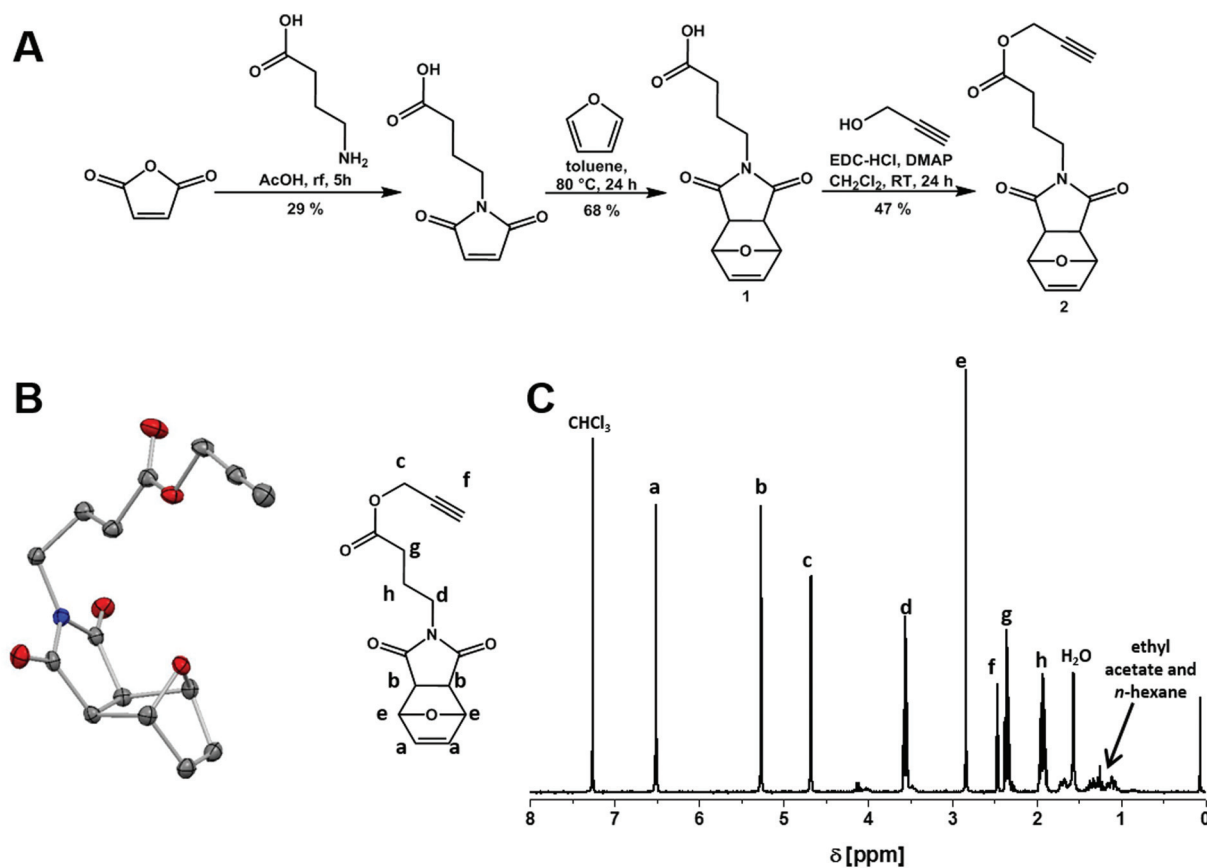 A
OH
O
NH2
AcOH, rf, 5h
29 %
O
O
O
OH
O
N
O
O
O
toluene,
80 °C, 24 h
68 %
OH
O
N
O
O
O
1
HO
EDC-HCl, DMAP
CH2Cl2, RT, 24 h
47 %
O
O
N
O
O
O
2
B
c
f
O
O
g
h
d
N
O
O
b
b
e
O
e
a
a
C
CHCl3
a
b
c
d
e
f
g
h
H2O
ethyl
acetate and
n-hexane
8
7
6
5
4
3
2
1
0
δ [ppm]